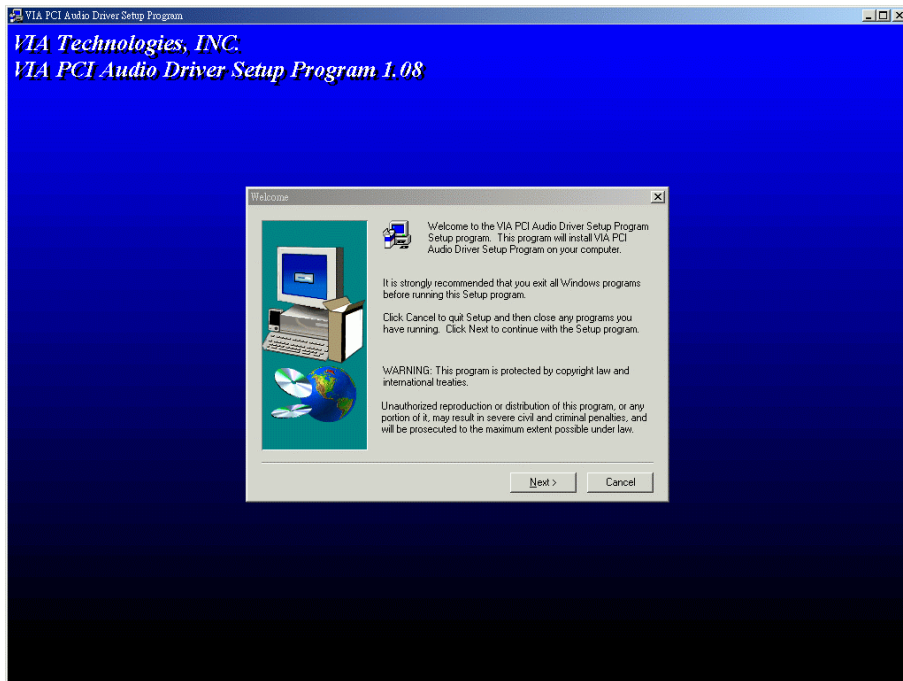 VIA PCI Audio Driver Setup Program
VIA Technologies, INC.
VIA PCI Audio Driver Setup Program 1.08
Welcome
Welcome to the VIA PCI Audio Driver Setup Program
Setup program. This program will install VIA PCI
Audio Driver Setup Program on your computer.
It is strongly recommended that you exit all Windows programs
before running this Setup program.
Click Cancel to quit Setup and then close any programs you
have running. Click Next to continue with the Setup program.
WARNING: This program is protected by copyright law and
international treaties.
Unauthorized reproduction or distribution of this program, or any
portion of it, may result in severe civil and criminal penalties, and
will be prosecuted to the maximum extent possible under law.
Next >
Cancel